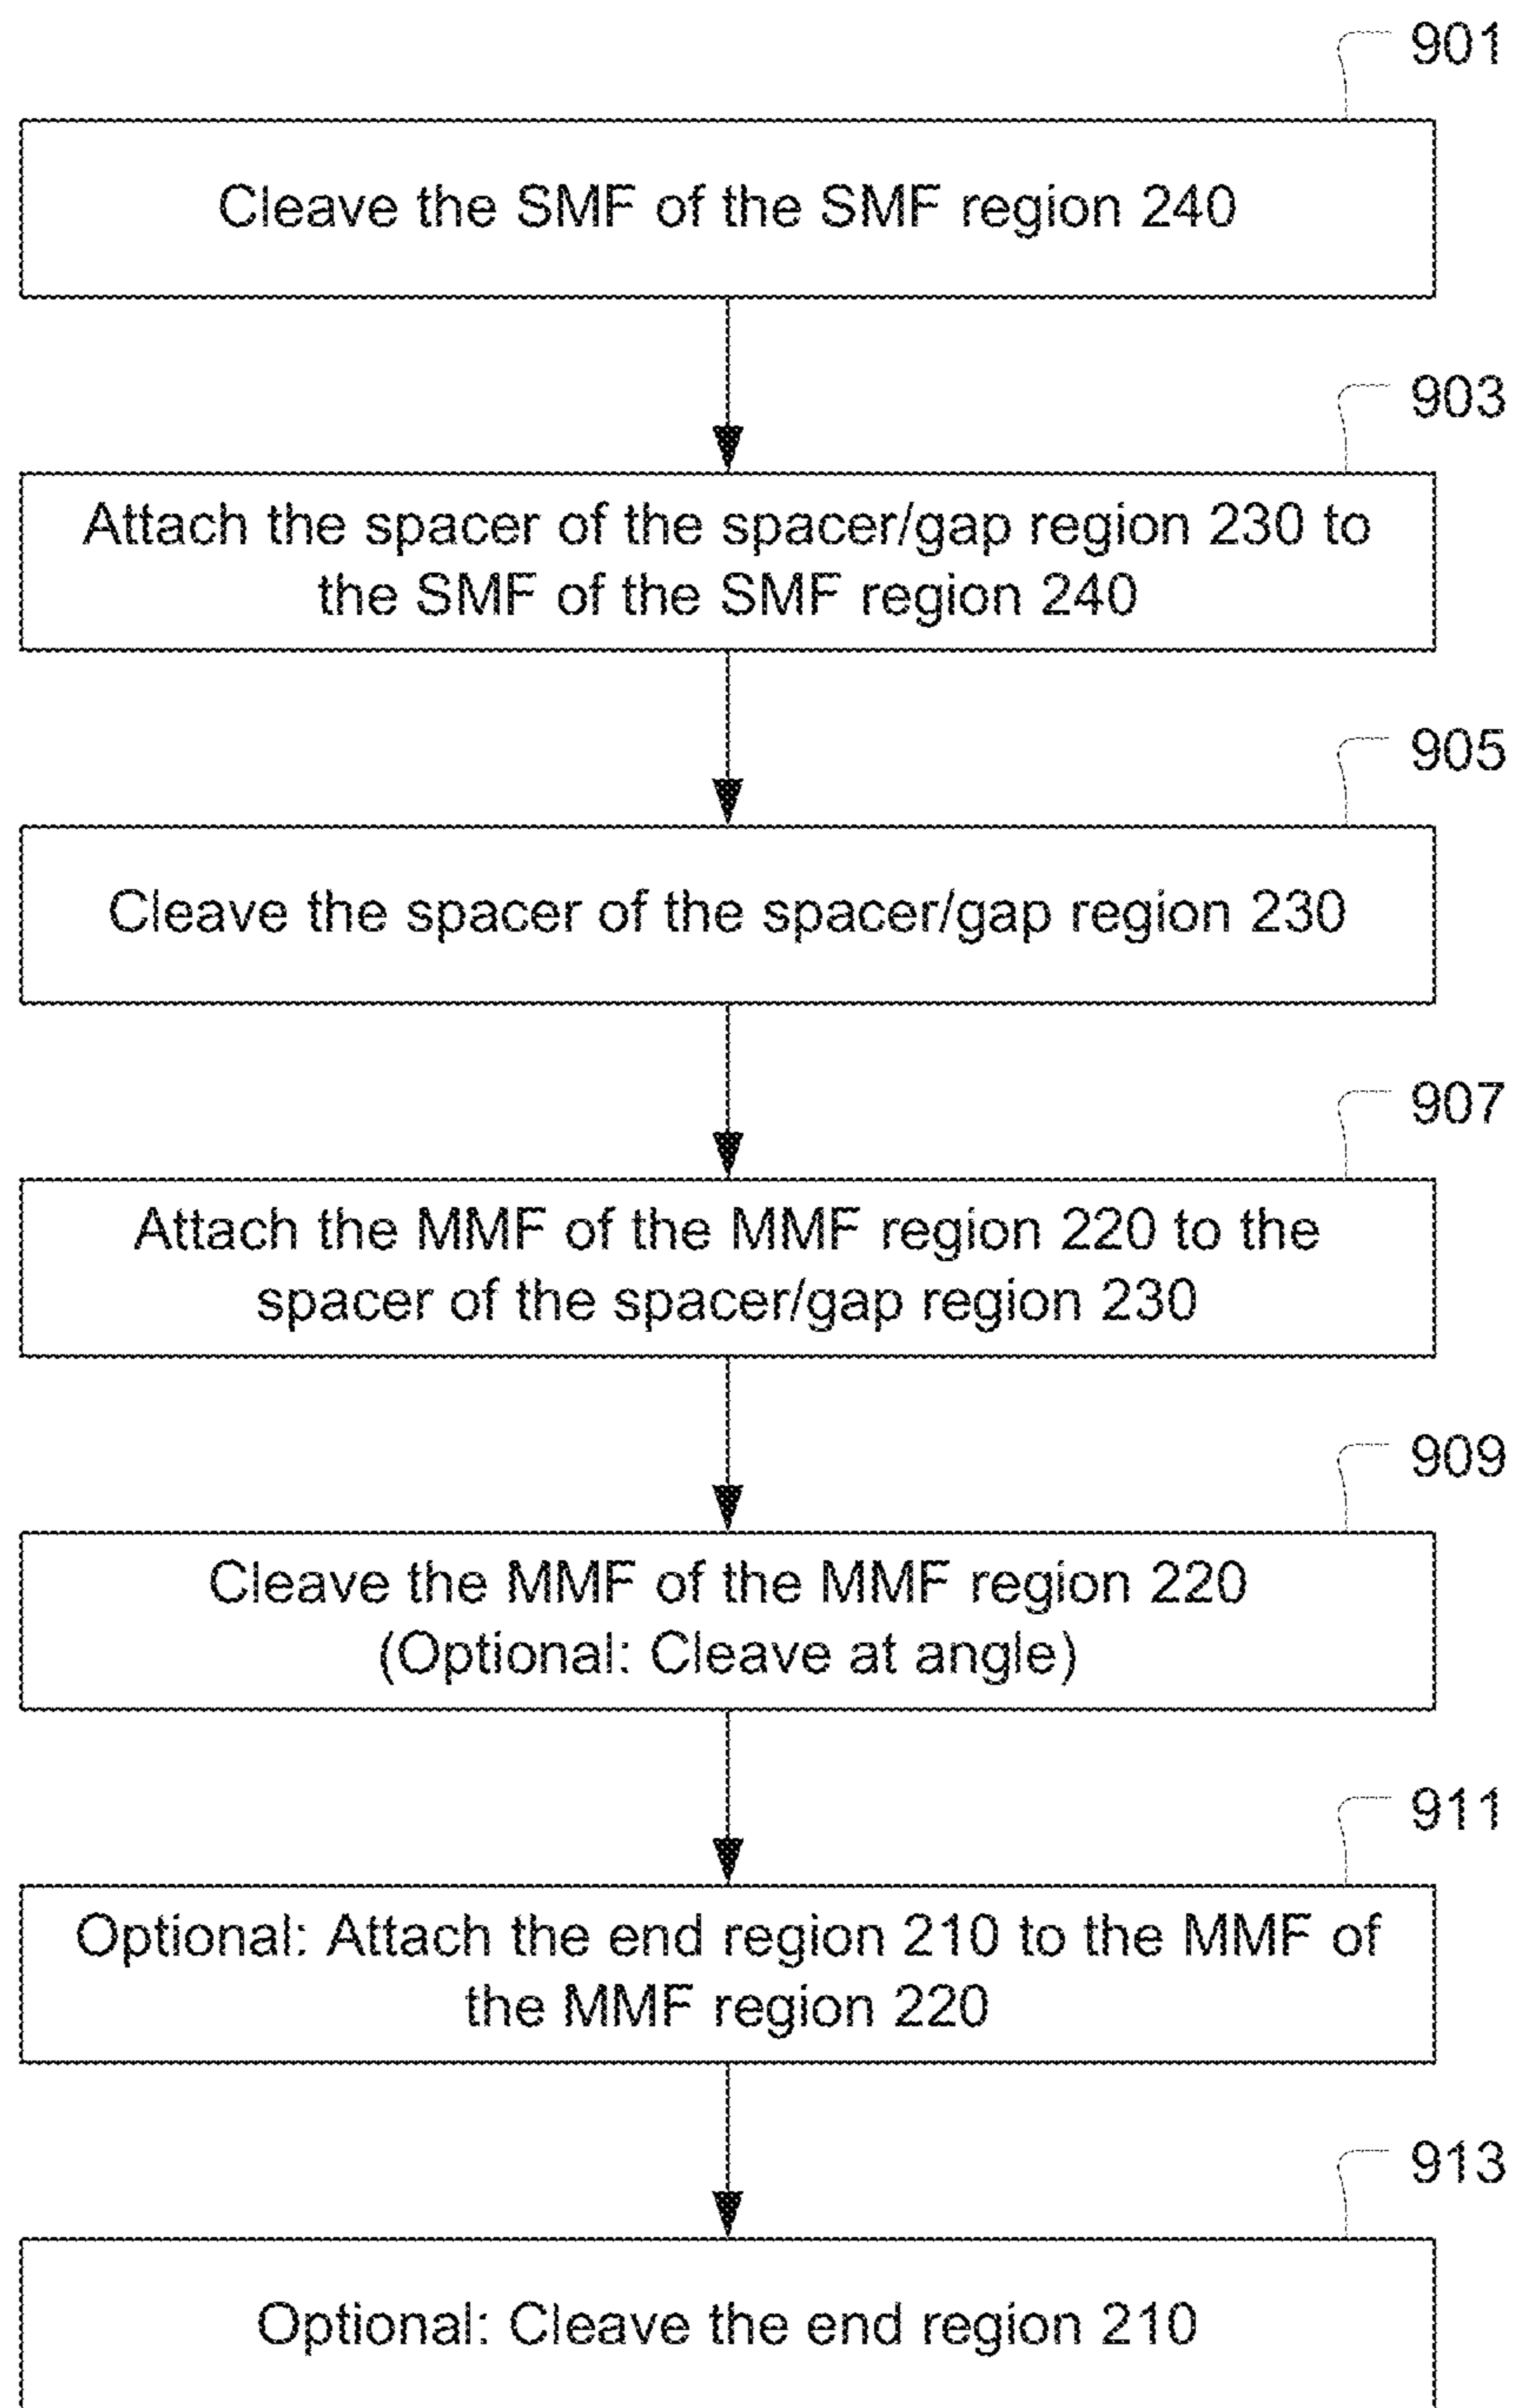 901
Cleave the SMF of the SMF region 240
903
Attach the spacer of the spacer/gap region 230 to
the SMF of the SMF region 240
905
Cleave the spacer of the spacer/gap region 230
907
Attach the MMF of the MMF region 220 to the
spacer of the spacer/gap region 230
909
Cleave the MMF of the MMF region 220
(Optional: Cleave at angle)
911
Optional: Attach the end region 210 to the MMF of
the MMF region 220
913
Optional: Cleave the end region 210